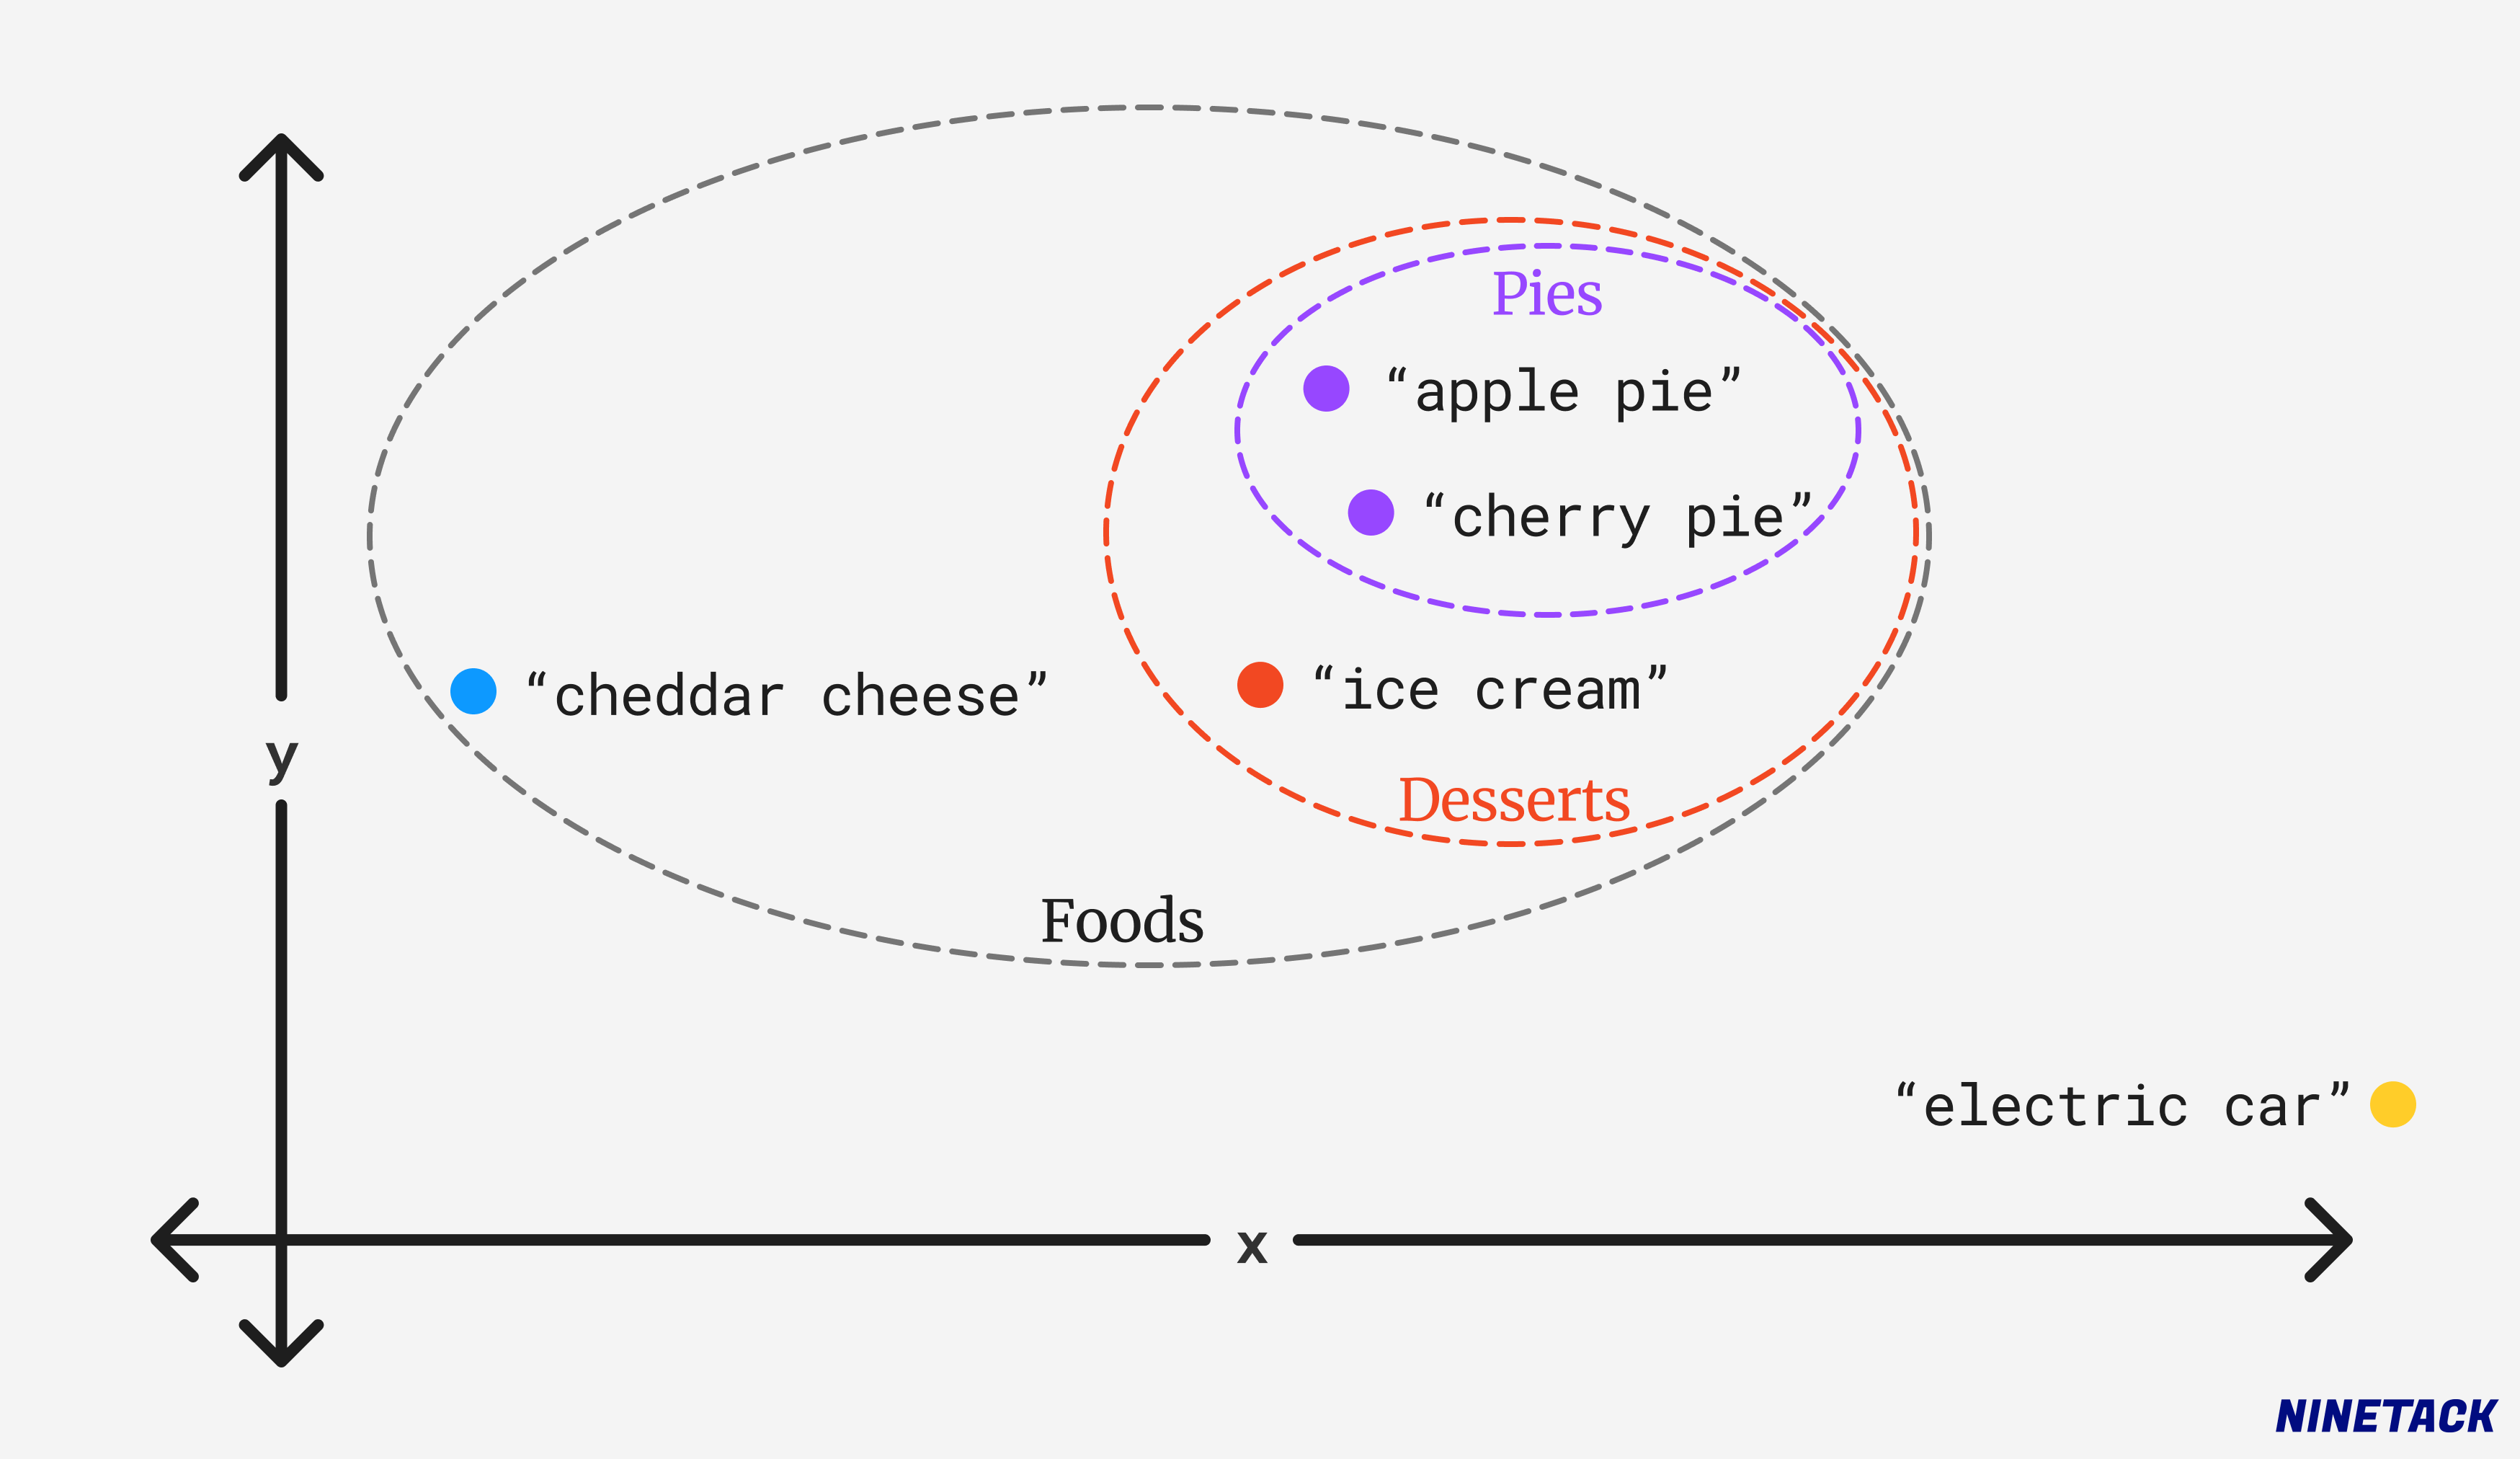 Pies
“apple pie”
“cherry pie”
“cheddar cheese”
“ice cream”
y
Desserts
Foods
“electric car”
x
NINETACK